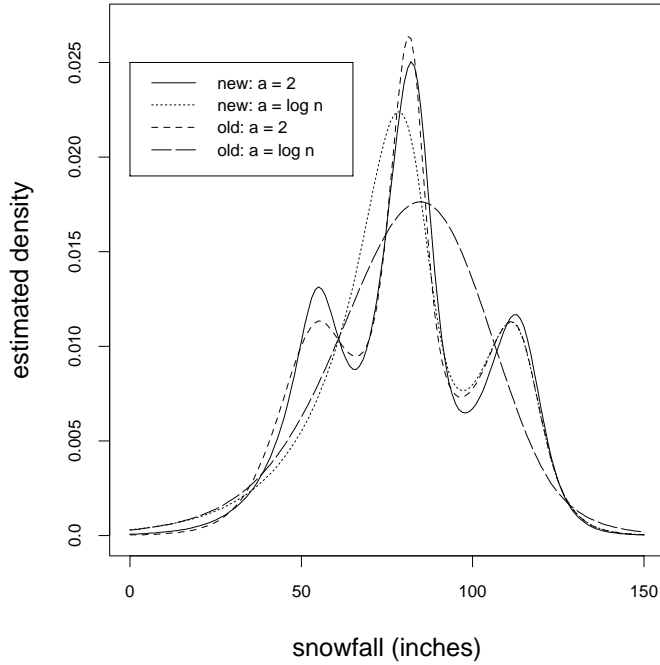 0.025
0.020
0.015
0.010
0.005
0.0
estimated density
new: a = 2
new: a = log n
old: a = 2
old: a = log n
0
50
100
150
snowfall (inches)